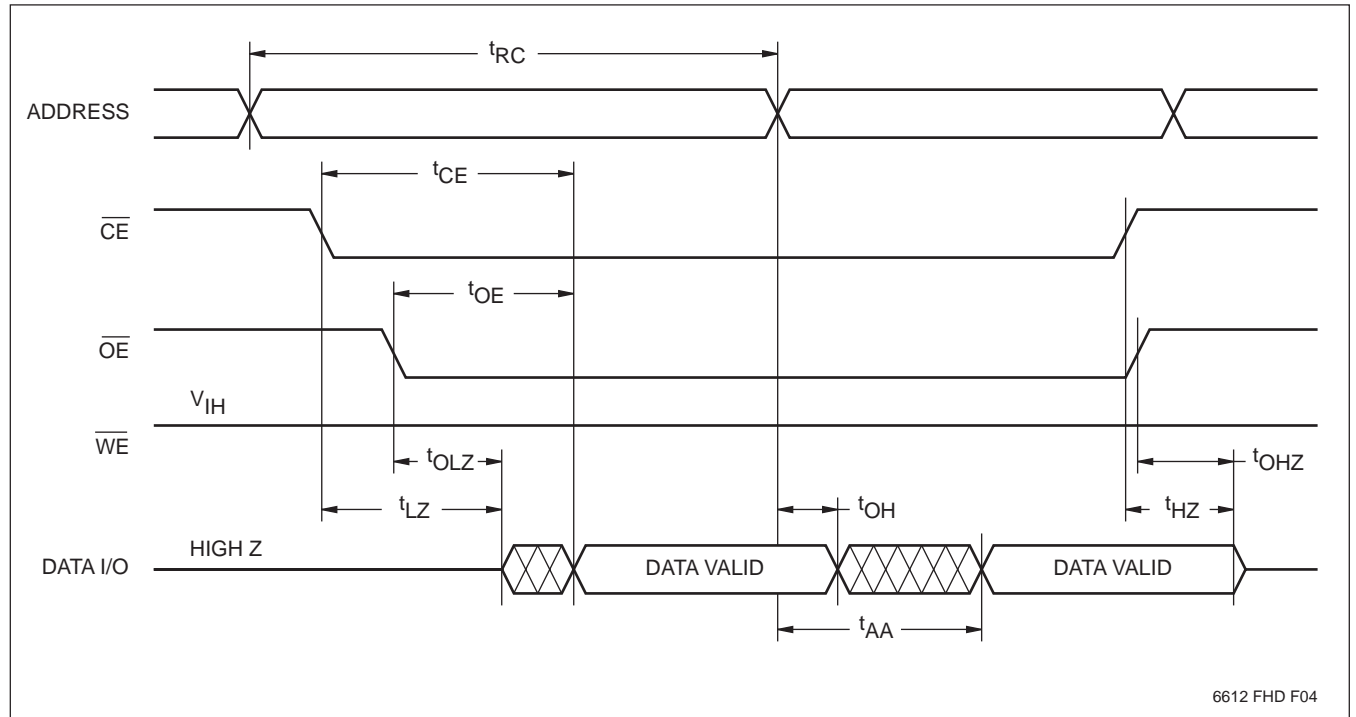 tRC
ADDRESS
tCE
CE
tOE
OE
VIH
WE
tOLZ
tOHZ
tLZ
tOH
tHZ
HIGH Z
DATA I/O
DATA VALID
DATA VALID
tAA
6612 FHD F04